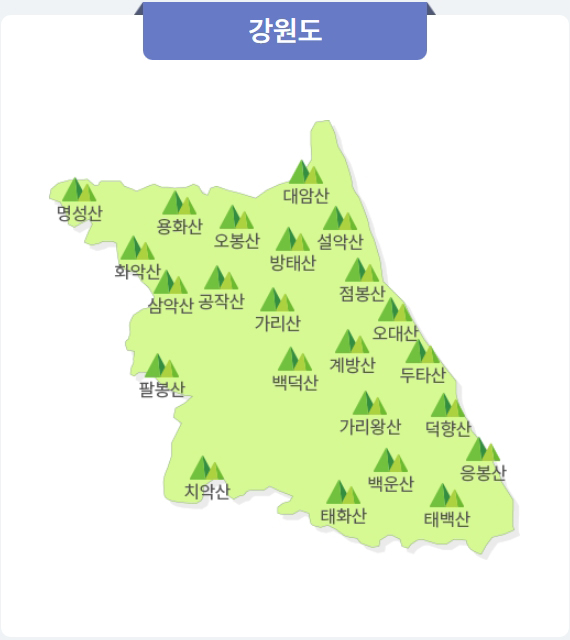 강원도
대암산
명성산
용화산
오봉산
설악산
방태산
화악산
점봉산
삼악산
공작산
가리산
오대산
계방산
두타산
백덕산
팔봉산
가리왕산
덕항산
응봉산
백운산
치악산
태화산
태백산